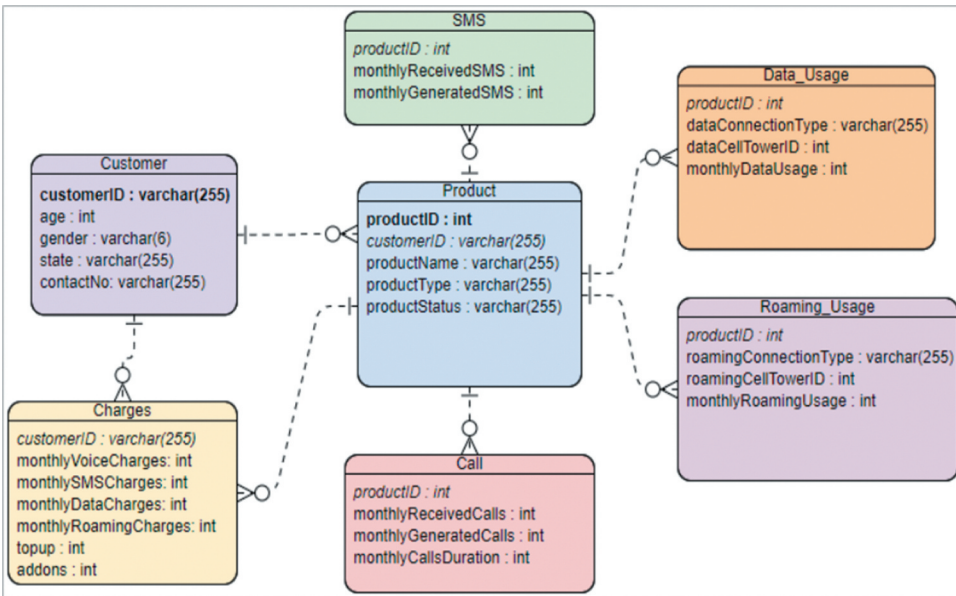 SMS
productID : int
monthlyReceivedSMS : int
monthlyGeneratedSMS : int
Data_Usage
productID : int
dataConnectionType : varchar(255)
dataCellTowerID : int
monthlyDataUsage : int
Customer
customerID : varchar(255)
age : int
gender : varchar(6)
state : varchar(255)
contactNo: varchar(255)
Product
productID : int
customerID : varchar(255)
productName : varchar(255)
productType : varchar(255)
productStatus : varchar(255)
Roaming_Usage
productID : int
roamingConnectionType : varchar(255)
roamingCellTowerID : int
monthlyRoamingUsage : int
Charges
customerID : varchar(255)
monthlyVoiceCharges: int
monthlySMSCharges: int
monthlyDataCharges: int
monthlyRoamingCharges: int
topup : int
addons : int
Call
productID : int
monthlyReceivedCalls : int
monthlyGeneratedCalls : int
monthlyCallsDuration : int